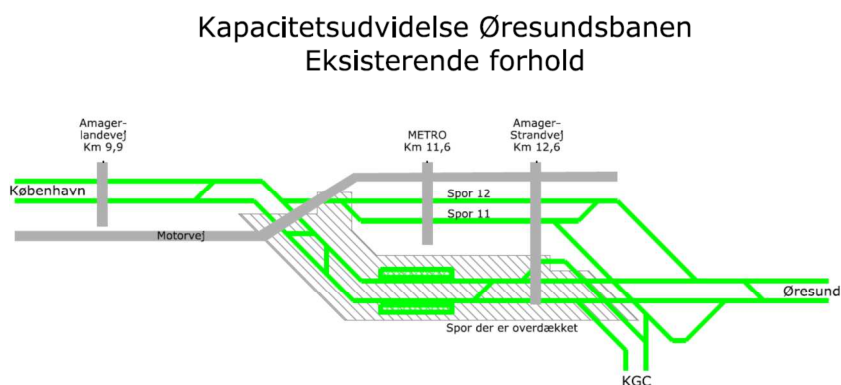 Kapacitetsudvidelse Øresundsbanen
Eksisterende forhold
Amager-
landevej
Km 9,9
METRO
Km 11,6
Amager-
Strandvej
Km 12,6
København
Spor 12
Spor 11
Motorvej
Øresund
Spor der er overdækket
KGC